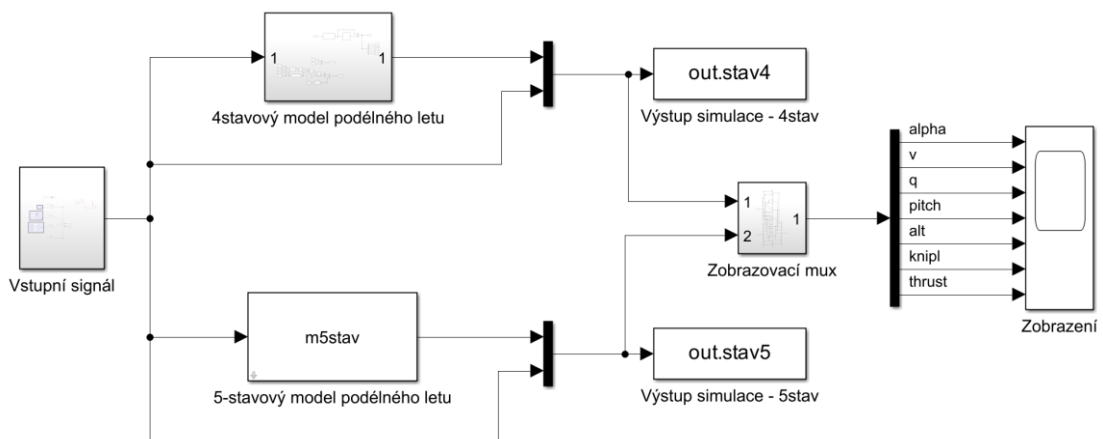 1
1
4stavový model podélného letu
out.stav4
Výstup simulace - 4stav
Vstupní signál
1
2
1
Zobrazovací mux
alpha
v
q
pitch
alt
knipl
thrust
Zobrazení
m5stav
5-stavový model podélného letu
out.stav5
Výstup simulace - 5stav